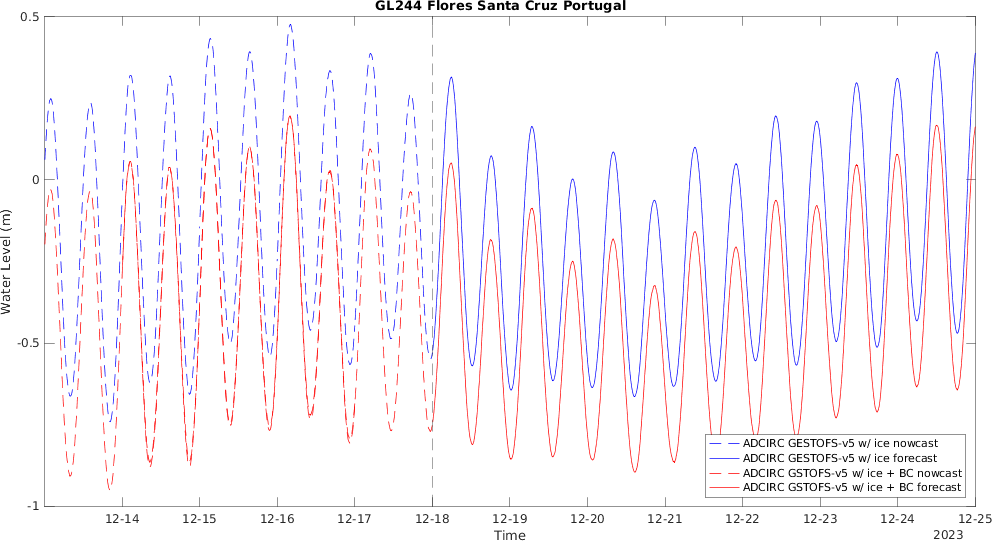 GL244 Flores Santa Cruz Portugal
0.5
0
-0.5
-1
Water Level (m)
ADCIRC GESTOFS-v5 w/ ice nowcast
ADCIRC GESTOFS-v5 w/ ice forecast
ADCIRC GSTOFS-v5 w/ ice + BC nowcast
ADCIRC GSTOFS-v5 w/ ice + BC forecast
12-14 12-15 12-16 12-17 12-18 12-19 12-20 12-21 12-22 12-23 12-24 12-25
Time
2023